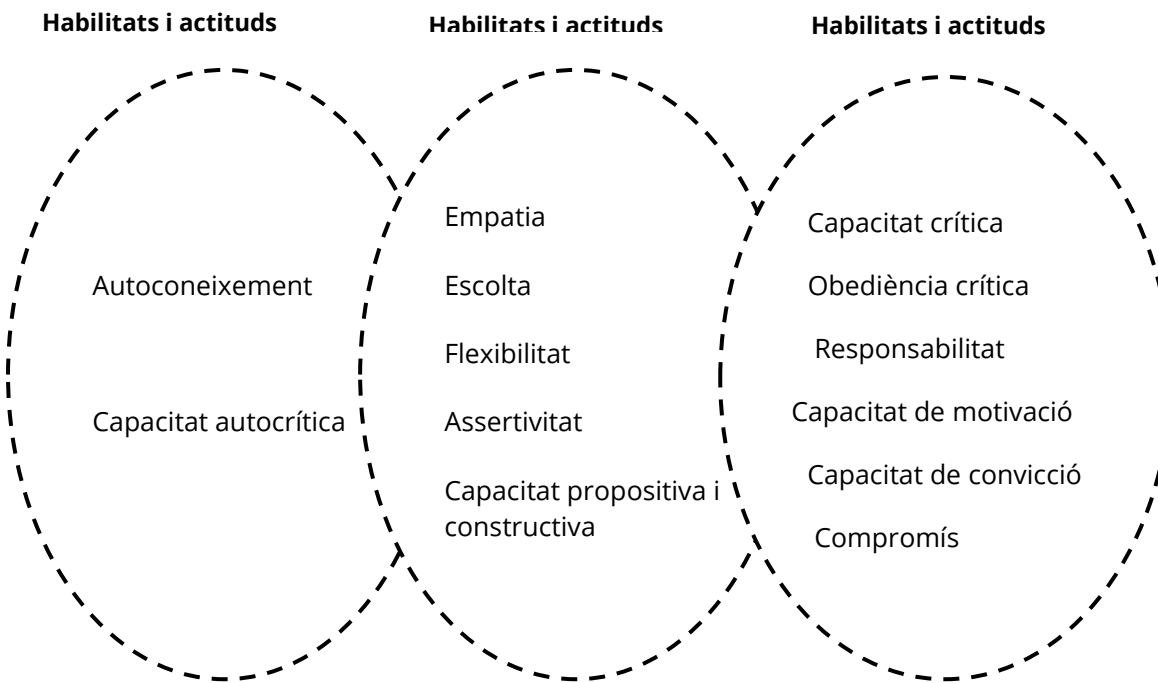 Habilitats i actituds
Habilitats i actituds
Habilitats i actituds
Autoconeixement
Capacitat autocrítica
Empatia
Escolta
Flexibilitat
Assertivitat
Capacitat propositiva i
constructiva
Capacitat crítica
Obediència crítica
Responsabilitat
Capacitat de motivació
Capacitat de convicció
Compromís